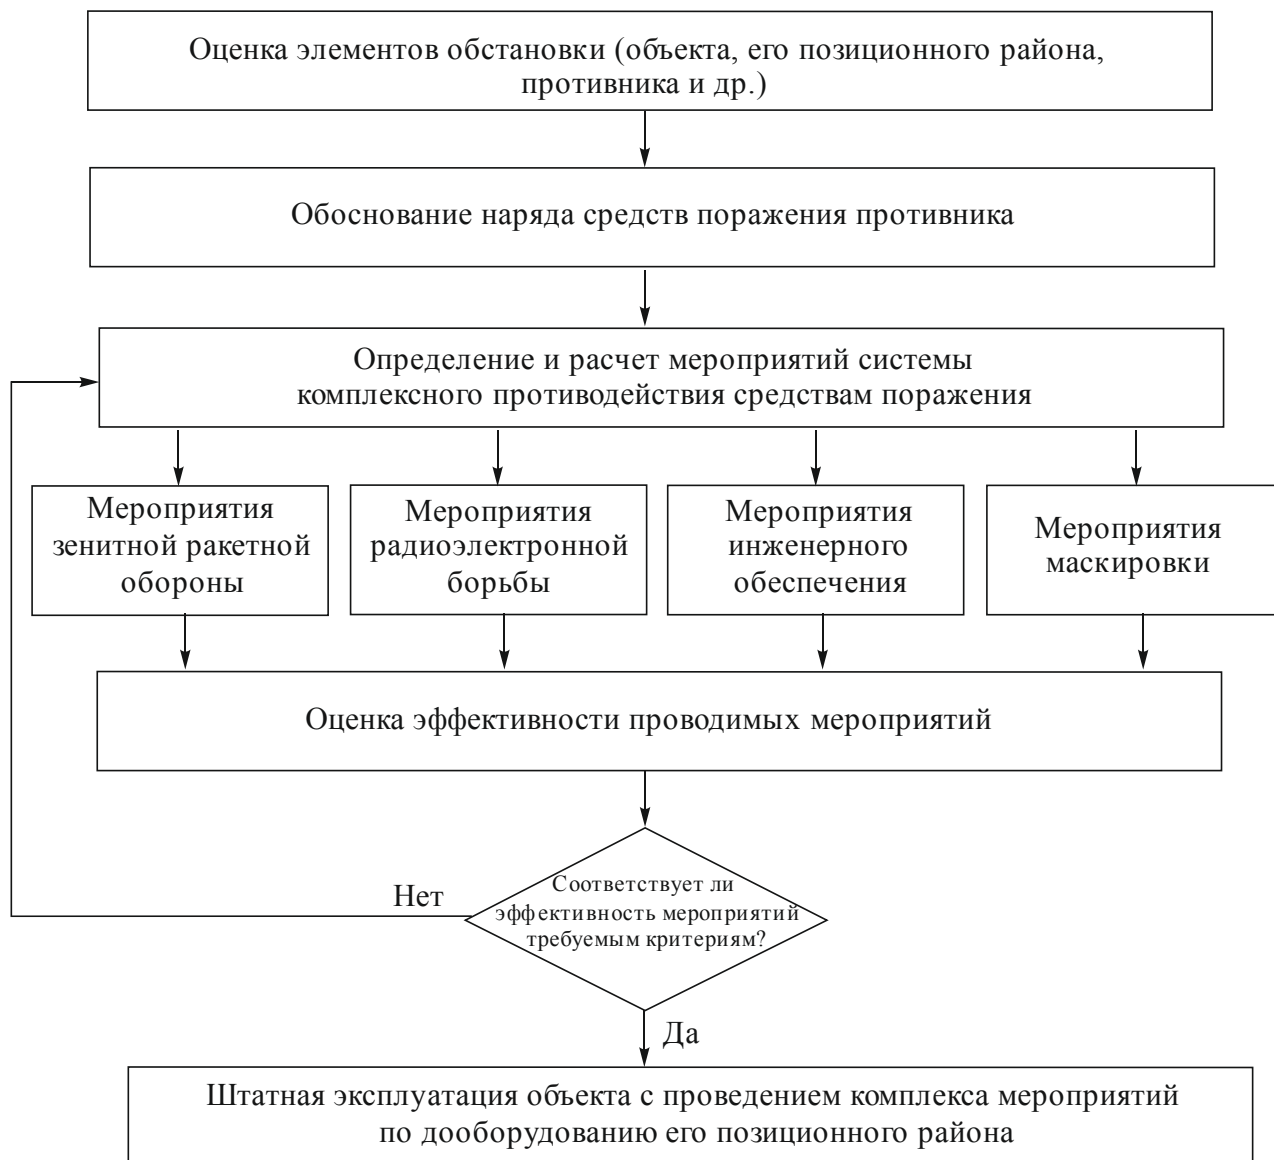 Оценка элементов обстановки (объекта, его позиционного района,
противника и др.)
Обоснование наряда средств поражения противника
Определение и расчет мероприятий системы
комплексного противодействия средствам поражения
Мероприятия
зенитной ракетной
обороны
Мероприятия
радиоэлектронной
борьбы
Мероприятия
инженерного
обеспечения
Мероприятия
маскировки
Оценка эффективности проводимых мероприятий
Соответствует ли
эффективность мероприятий
требуемым критериям?
Нет
Да
Штатная эксплуатация объекта с проведением комплекса мероприятий
по дооборудованию его позиционного района